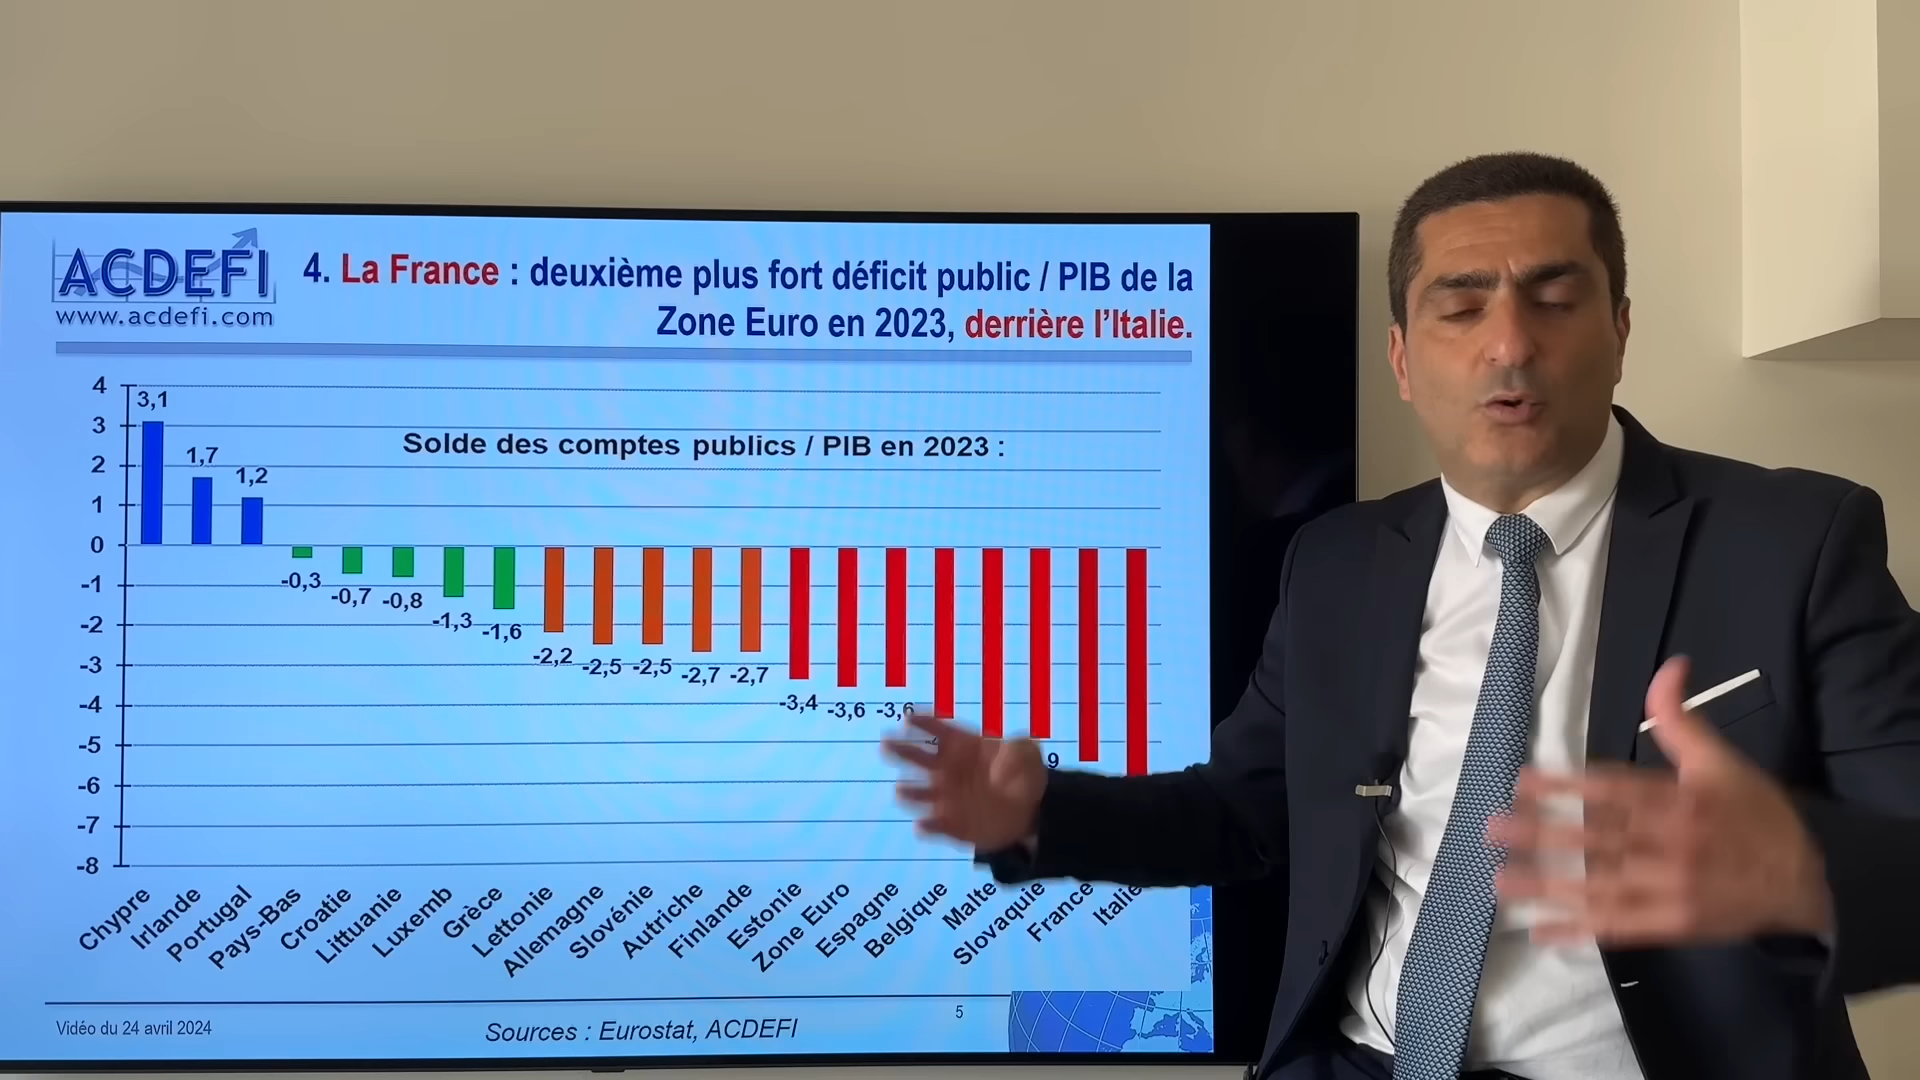 ACDEFI
www.acdefi.com
4. La France : deuxième plus fort déficit public / PIB de la
Zone Euro en 2023, derrière l'Italie.
Solde des comptes publics / PIB en 2023 :
4
3
2
1
0
-1
-2
-3
-4
-5
-6
-7
-8
3,1
1,7
1,2
-0,3
-0,7
-0,8
-1,3
-1,6
-2,2
-2,5
-2,5
-2,7
-2,7
-3,4
-3,6
-3,6
9
Chypre
Irlande
Portugal
Pays-Bas
Croatie
Littuanie
Luxemb
Grèce
Lettonie
Allemagne
Slovénie
Autriche
Finlande
Estonie
Zone Euro
Espagne
Belgique
Malte
Slovaquie
France
Italie
Vidéo du 24 avril 2024
Sources : Eurostat, ACDEFI
5